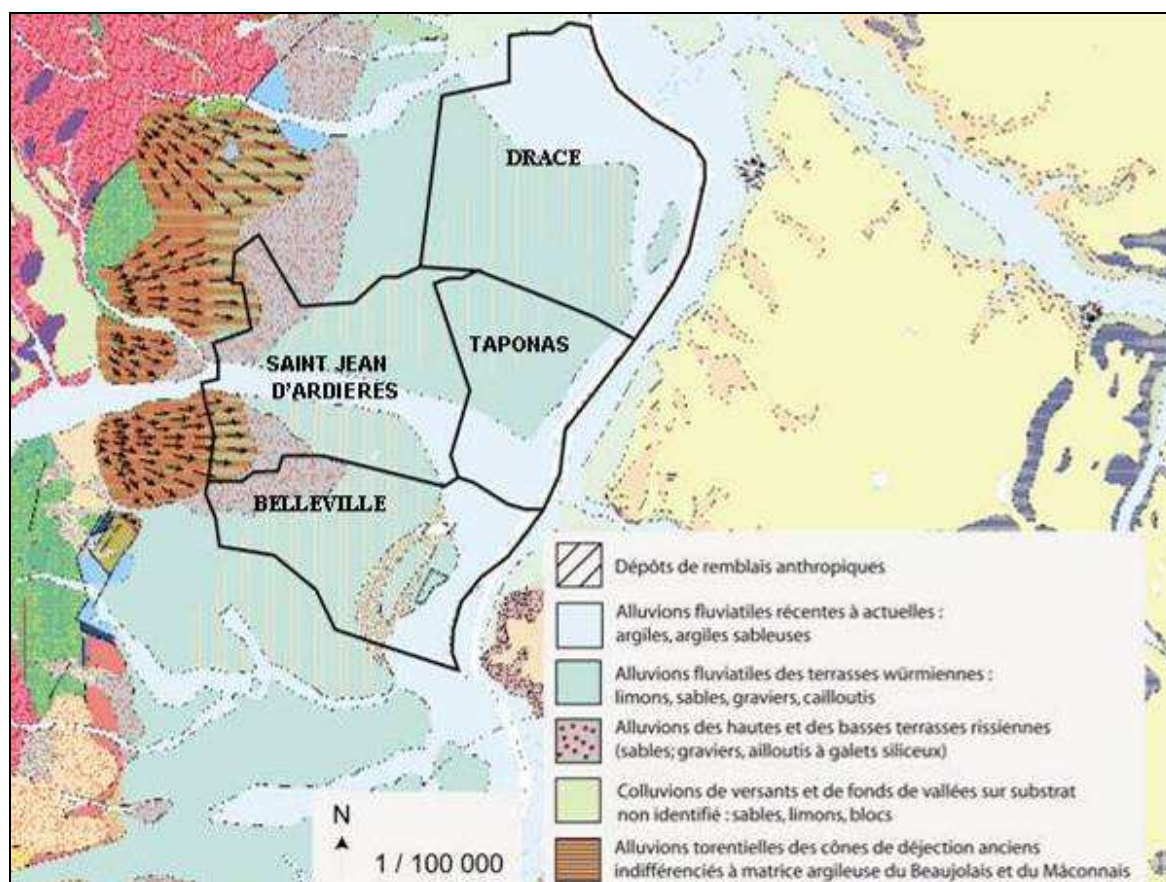 DRACE
TAPONAS
SAINT JEAN
D'ARDIERES
BELLEVILLE
Dépôts de remblais anthropiques
Alluvions fluviatiles récentes à actuelles :
argiles, argiles sableuses
Alluvions fluviatiles des terrasses würmiennes :
limons, sables, graviers, cailloutis
Alluvions des hautes et des basses terrasses rissiennes
(sables; graviers, ailloutis à galets siliceux)
Colluvions de versants et de fonds de vallées sur substrat
non identifié : sables, limons, blocs
Alluvions torentielles des cônes de déjection anciens
indifférenciés à matrice argileuse du Beaujolais et du Mâconnais
N
1 / 100 000